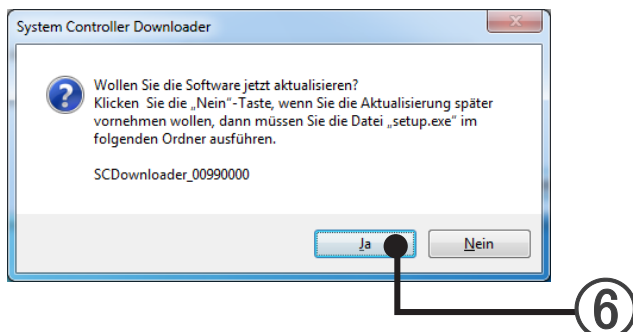 System Controller Downloader
Wollen Sie die Software jetzt aktualisieren?
Klicken Sie die „Nein"-Taste, wenn Sie die Aktualisierung später
vornehmen wollen, dann müssen Sie die Datei „setup.exe" im
folgenden Ordner ausführen.
SCDownloader_00990000
Ja Nein
⑥